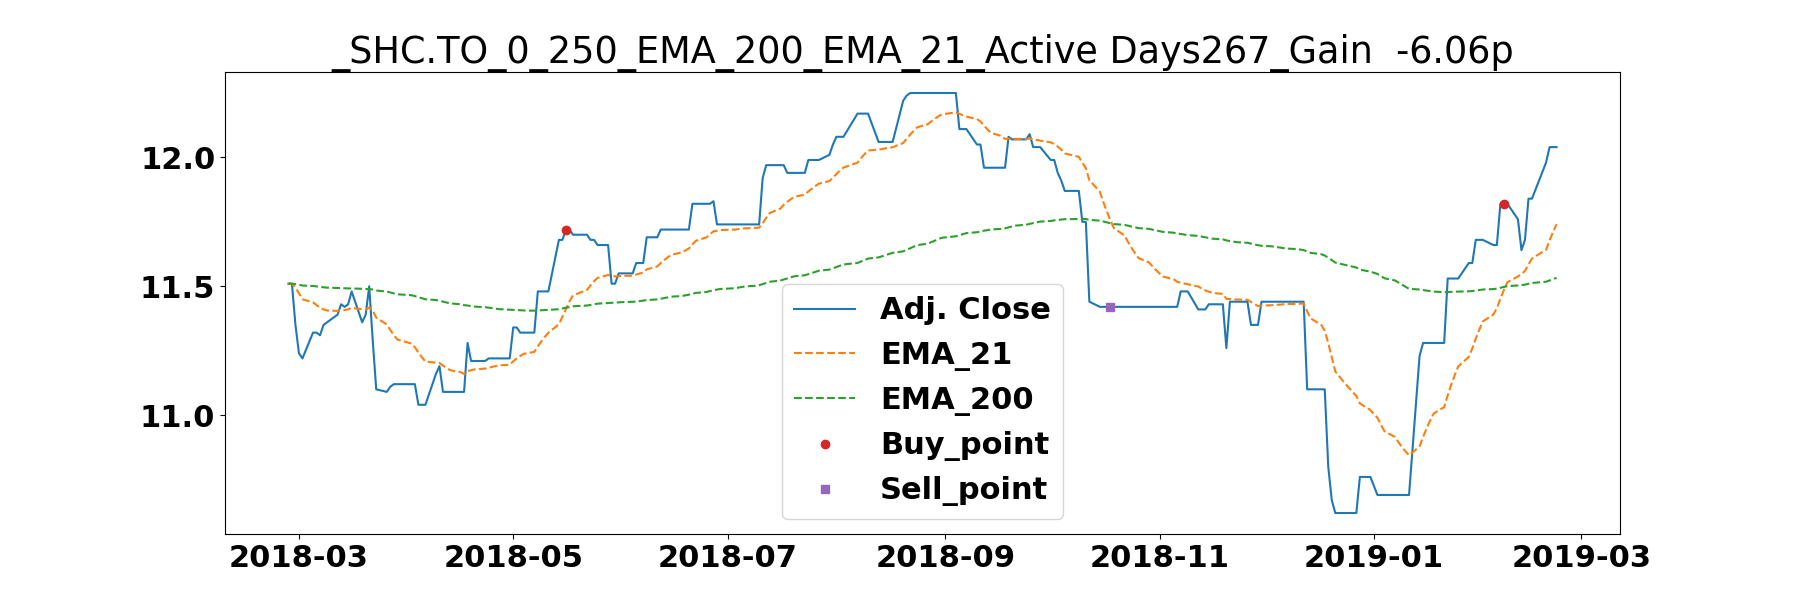 _SHC.TO_0_250_EMA_200_EMA_21_Active Days267_Gain  -6.06p
12.0
11.5
11.0
Adj. Close
EMA_21
EMA_200
Buy_point
Sell_point
2018-03 2018-05 2018-07 2018-09 2018-11 2019-01 2019-03